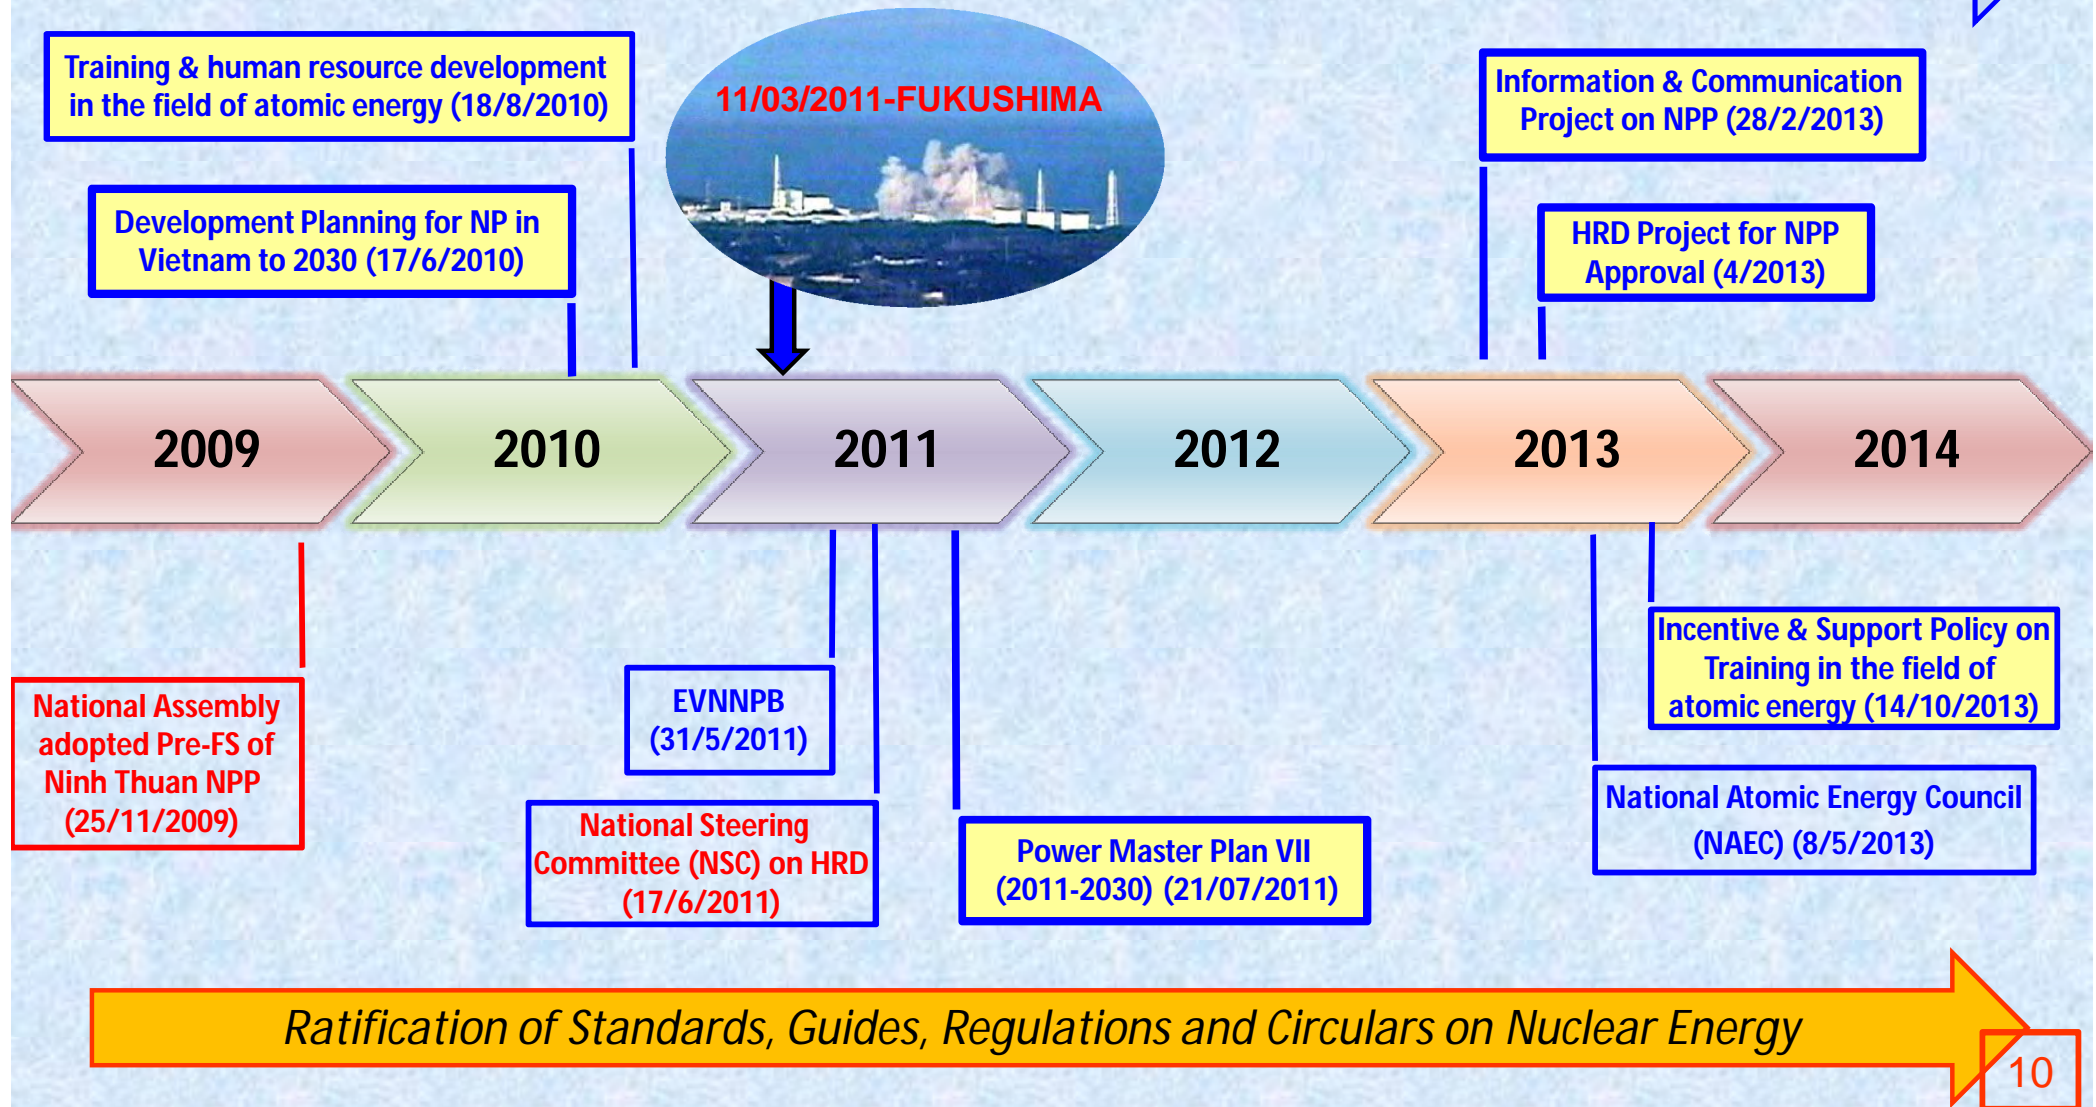 Training & human resource development
in the field of atomic energy (18/8/2010)
Development Planning for NP in
Vietnam to 2030 (17/6/2010)
11/03/2011-FUKUSHIMA
Information & Communication
Project on NPP (28/2/2013)
HRD Project for NPP
Approval (4/2013)
2009
2010
2011
2012
2013
2014
National Assembly
adopted Pre-FS of
Ninh Thuan NPP
(25/11/2009)
EVNNPB
(31/5/2011)
National Steering
Committee (NSC) on HRD
(17/6/2011)
Power Master Plan VII
(2011-2030) (21/07/2011)
Incentive & Support Policy on
Training in the field of
atomic energy (14/10/2013)
National Atomic Energy Council
(NAEC) (8/5/2013)
Ratification of Standards, Guides, Regulations and Circulars on Nuclear Energy
10